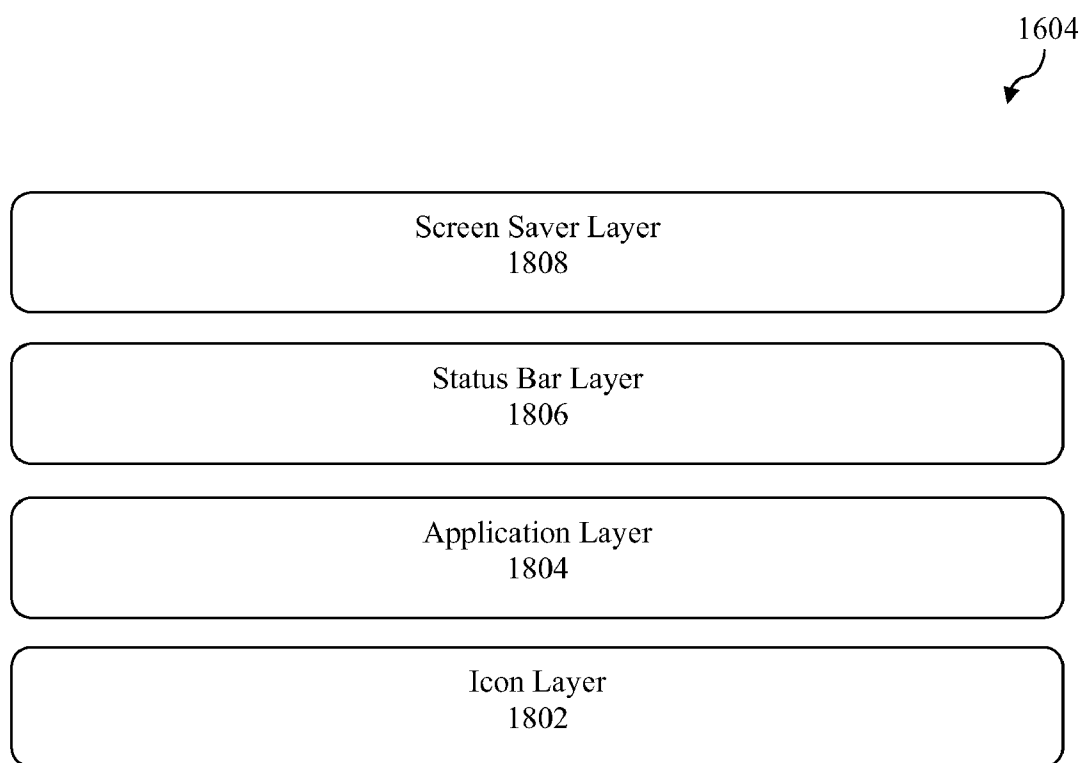 1604
Screen Saver Layer
1808
Status Bar Layer
1806
Application Layer
1804
Icon Layer
1802